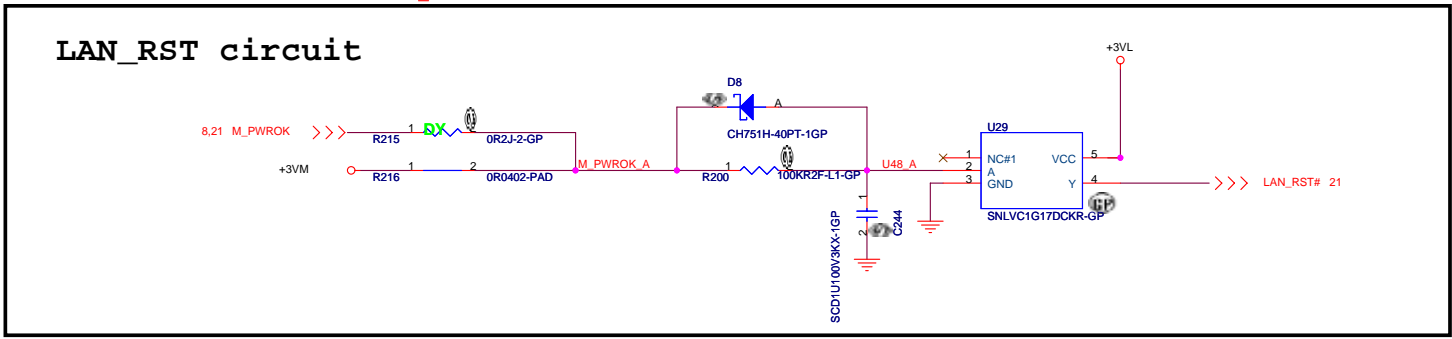 LAN_RST circuit
+3VL
D8
A
CH751H-40PT-1GP
8,21 M_PWROK
R215
1
DY
0R2J-2-GP
+3VM
R216
1
2
0R0402-PAD
M_PWROK_A
R200
1
100KR2F-L1-GP
U48_A
1
2
C244
SCD1U100V3KX-1GP
U29
1
2
3
NC#1
A
GND
VCC
Y
5
4
GP
SNLVC1G17DCKR-GP
LAN_RST# 21